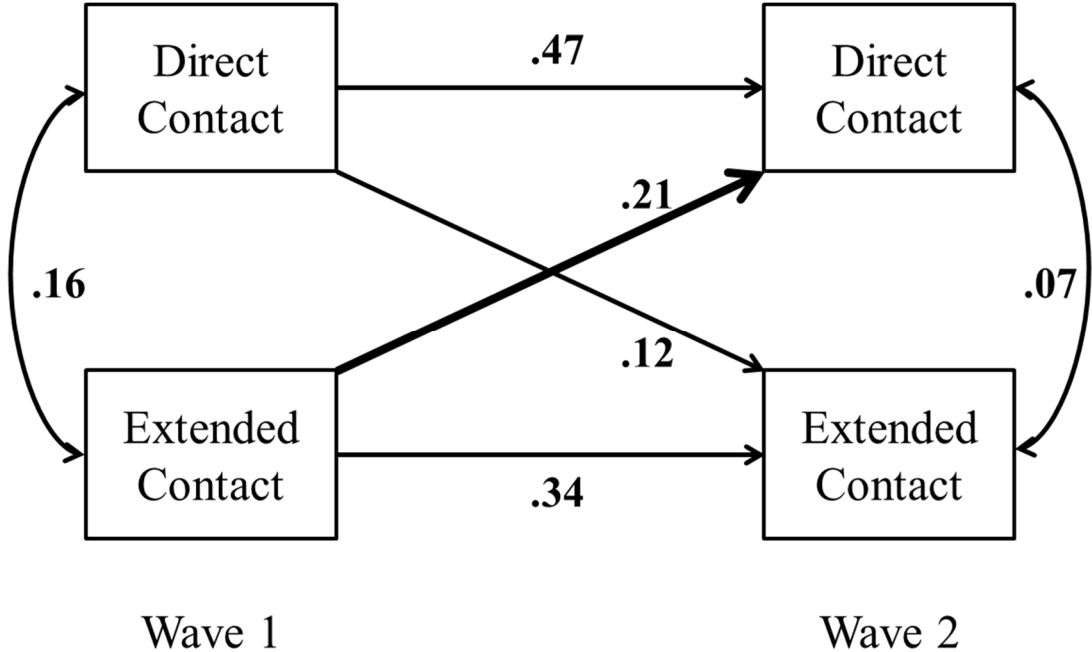 Direct
Contact
.47
Direct
Contact
.21
.16
.07
.12
Extended
Contact
.34
Extended
Contact
Wave 1
Wave 2